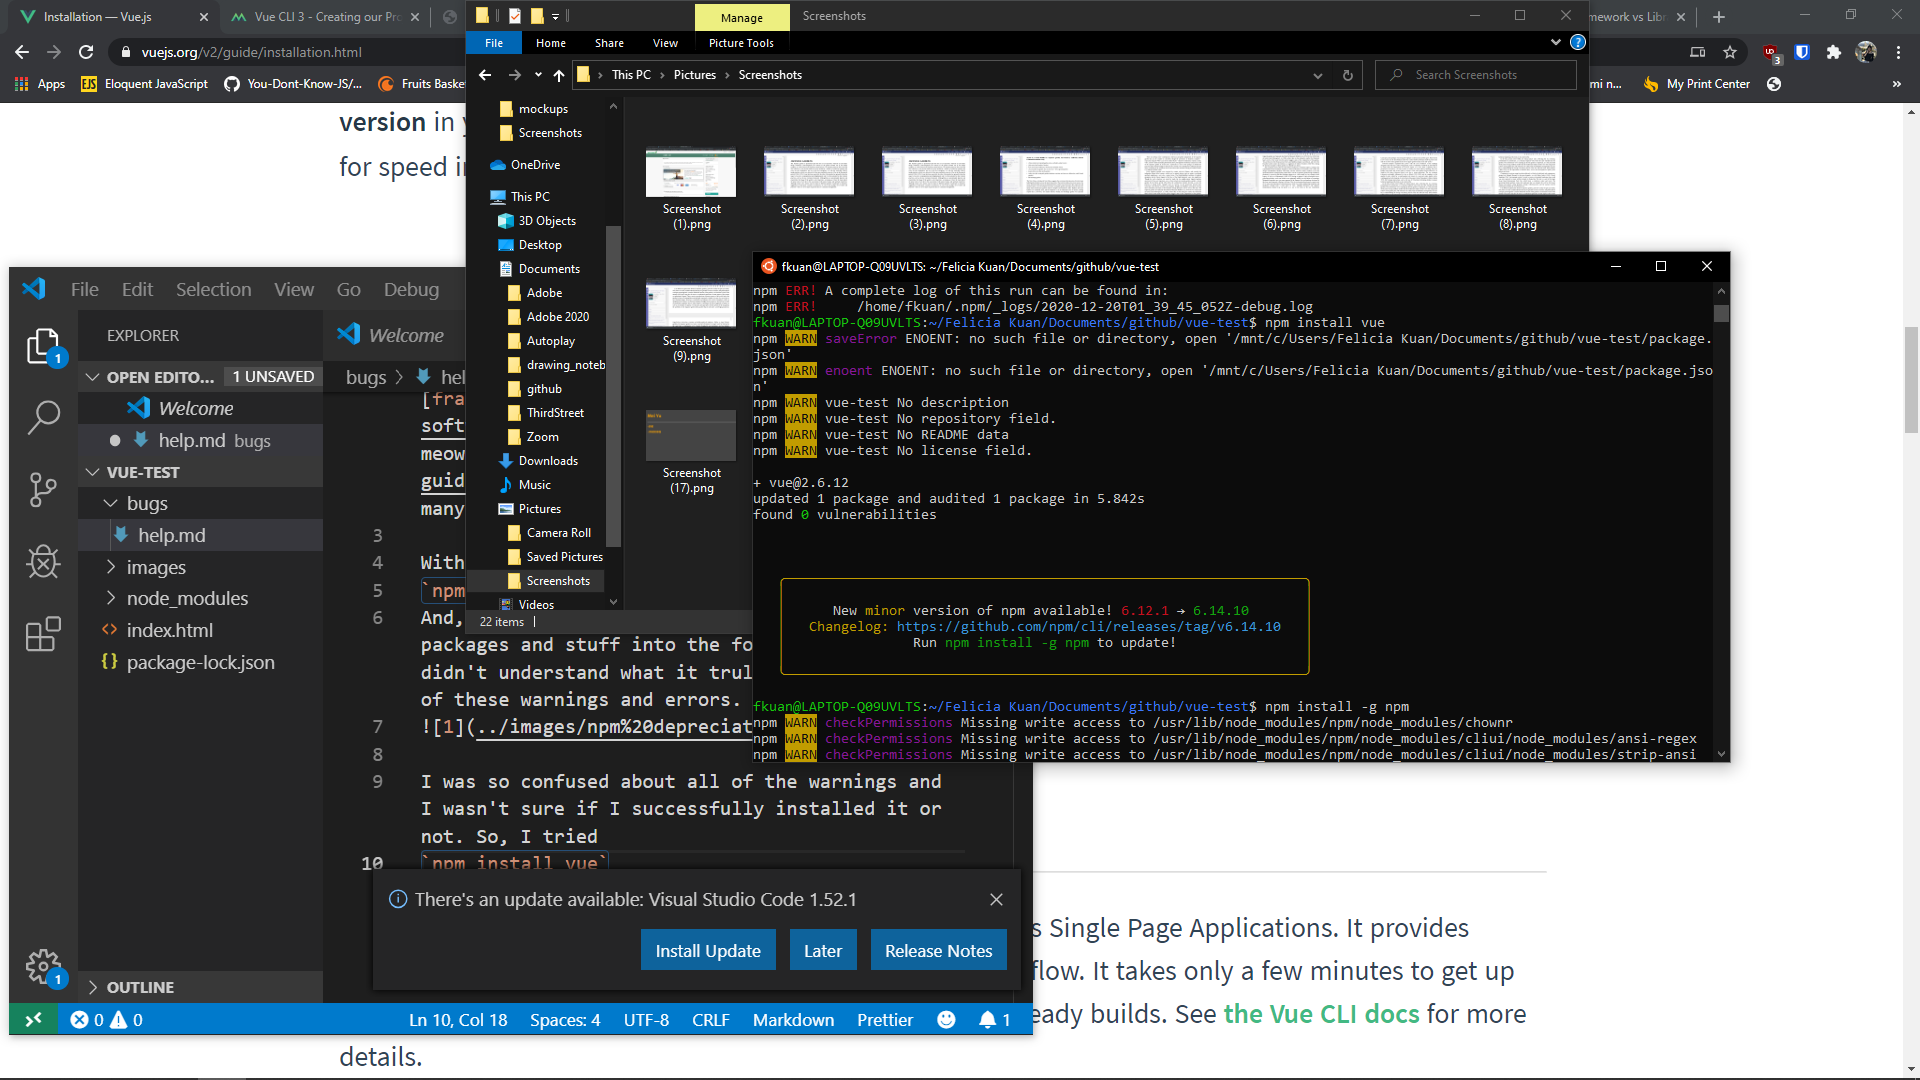 Installation — Vue.js
Vue CLI 3 - Creating our Pro
mework vs Libr
vuejs.org/v2/guide/installation.html
3
Apps
EJS
Eloquent JavaScript
You-Dont-Know-JS/...
Fruits Baske
mi n...
My Print Center
version in y
for speed in
Manage
Screenshots
File
Home
Share
View
Picture Tools
This PC
Pictures
Screenshots
Search Screenshots
mockups
Screenshots
OneDrive
This PC
3D Objects
Desktop
Documents
Adobe
Adobe 2020
Autoplay
drawing_noteb
github
ThirdStreet
Zoom
Downloads
Music
Pictures
Camera Roll
Saved Pictures
Screenshots
Videos
22 items
Screenshot
(1).png
Screenshot
(2).png
Screenshot
(3).png
Screenshot
(4).png
Screenshot
(5).png
Screenshot
(6).png
Screenshot
(7).png
Screenshot
(8).png
Screenshot
(9).png
Screenshot
(17).png
fkuan@LAPTOP-Q09UVLTS: ~/Felicia Kuan/Documents/github/vue-test
npm ERR! A complete log of this run can be found in:
npm ERR!     /home/fkuan/.npm/_logs/2020-12-20T01_39_45_052Z-debug.log
fkuan@LAPTOP-Q09UVLTS:~/Felicia Kuan/Documents/github/vue-test$ npm install vue
npm WARN saveError ENOENT: no such file or directory, open '/mnt/c/Users/Felicia Kuan/Documents/github/vue-test/package.
json'
npm WARN enoent ENOENT: no such file or directory, open '/mnt/c/Users/Felicia Kuan/Documents/github/vue-test/package.jso
n'
npm WARN vue-test No description
npm WARN vue-test No repository field.
npm WARN vue-test No README data
npm WARN vue-test No license field.
+ vue@2.6.12
updated 1 package and audited 1 package in 5.842s
found 0 vulnerabilities
New minor version of npm available! 6.12.1 → 6.14.10
Changelog: https://github.com/npm/cli/releases/tag/v6.14.10
Run npm install -g npm to update!
fkuan@LAPTOP-Q09UVLTS:~/Felicia Kuan/Documents/github/vue-test$ npm install -g npm
npm WARN checkPermissions Missing write access to /usr/lib/node_modules/npm/node_modules/chownr
npm WARN checkPermissions Missing write access to /usr/lib/node_modules/npm/node_modules/cliui/node_modules/ansi-regex
npm WARN checkPermissions Missing write access to /usr/lib/node_modules/npm/node_modules/cliui/node_modules/strip-ansi
File
Edit
Selection
View
Go
Debug
1
EXPLORER
OPEN EDITO...
1 UNSAVED
Welcome
help.md bugs
VUE-TEST
bugs
help.md
images
node_modules
index.html
package-lock.json
OUTLINE
1
Welcome
bugs > hel
[fra
soft
meow
guid
many
3
4 With
5 `npm
6 And,
packages and stuff into the fo
didn't understand what it trul
of these warnings and errors.
7 ![1](../images/npm%20depreciat
8
9 I was so confused about all of the warnings and
I wasn't sure if I successfully installed it or
not. So, I tried
10 `npm install vue`
There's an update available: Visual Studio Code 1.52.1
Install Update
Later
Release Notes
0
0
Ln 10, Col 18
Spaces: 4
UTF-8
CRLF
Markdown
Prettier
1
s Single Page Applications. It provides
flow. It takes only a few minutes to get up
eady builds. See the Vue CLI docs for more
details.